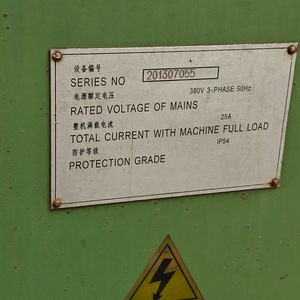 设备编号
SERIES NO 201307055
电源额定电压 380V 3-PHASE 50Hz
RATED VOLTAGE OF MAINS
整机满载电流 25A
TOTAL CURRENT WITH MACHINE FULL LOAD
防护等级 IP54
PROTECTION GRADE